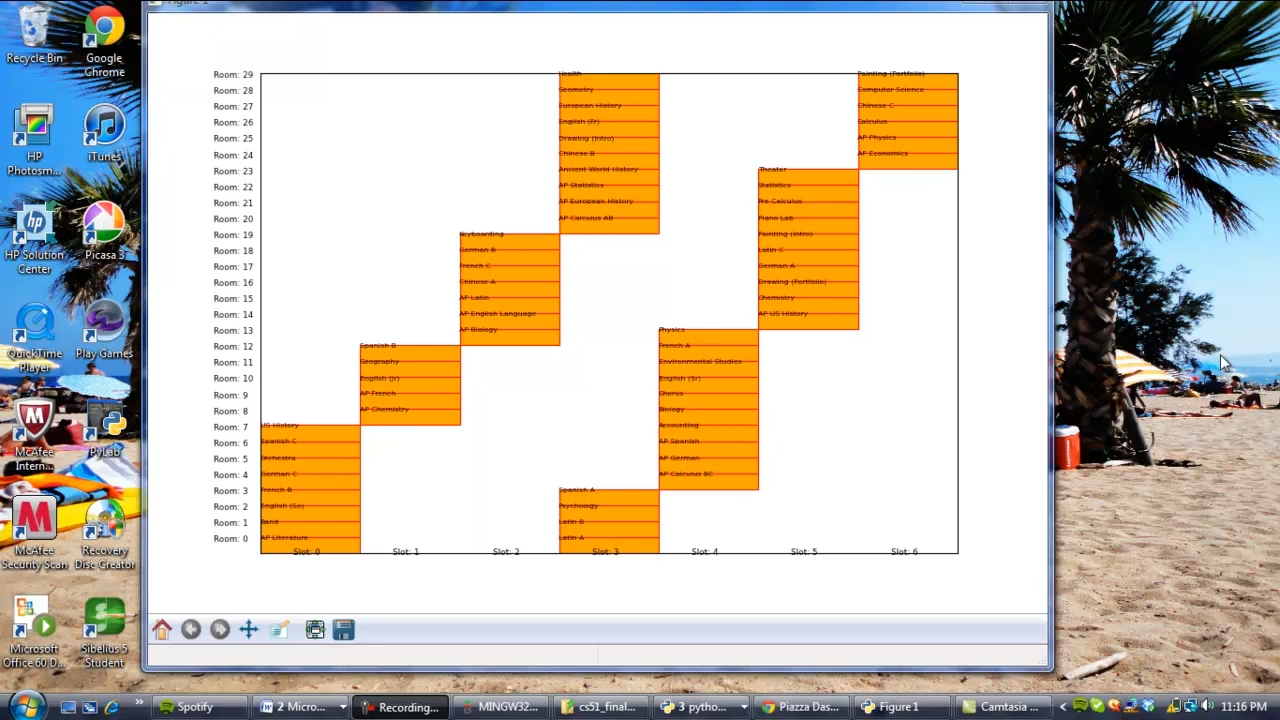 Figure 1
Recycle Bin
Google Chrome
HP Photosm...
iTunes
HP Solution Center
Picasa 3
QuickTime Player
Play Games
McAfee Intern...
PyLab
McAfee Security Scan
Recovery Disc Creator
Microsoft Office 60 D...
Sibelius 5 Student
Room: 29
Room: 28
Room: 27
Room: 26
Room: 25
Room: 24
Room: 23
Room: 22
Room: 21
Room: 20
Room: 19
Room: 18
Room: 17
Room: 16
Room: 15
Room: 14
Room: 13
Room: 12
Room: 11
Room: 10
Room: 9
Room: 8
Room: 7
Room: 6
Room: 5
Room: 4
Room: 3
Room: 2
Room: 1
Room: 0
US History
Spanish C
Orchestra
German C
French B
English (So)
Band
AP Literature
Spanish B
Geography
English (Jr)
AP French
AP Chemistry
Keyboarding
German B
French C
Chinese A
AP Latin
AP English Language
AP Biology
Health
Geometry
European History
English (Fr)
Drawing (Intro)
Chinese B
Ancient World History
AP Statistics
AP European History
AP Calculus AB
Spanish A
Psychology
Latin B
Latin A
Physics
French A
Environmental Studies
English (Sr)
Chorus
Biology
Accounting
AP Spanish
AP German
AP Calculus BC
Theater
Statistics
Pre-Calculus
Piano Lab
Painting (Intro)
Latin C
German A
Drawing (Portfolio)
Chemistry
AP US History
Painting (Portfolio)
Computer Science
Chinese C
Calculus
AP Physics
AP Economics
Slot: 0 Slot: 1 Slot: 2 Slot: 3 Slot: 4 Slot: 5 Slot: 6
Spotify 2 Micro... Recording... MINGW32... cs51_final... 3 python... Piazza Das... Figure 1 Camtasia ... 11:16 PM